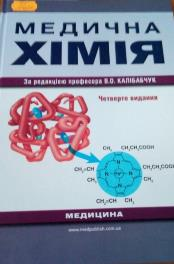 МЕДИЧНА
ХІМІЯ
За редакцією професора В.О. КАЛІБАБЧУК
Четверте видання
МЕДИЦИНА
www.medpublish.com.ua